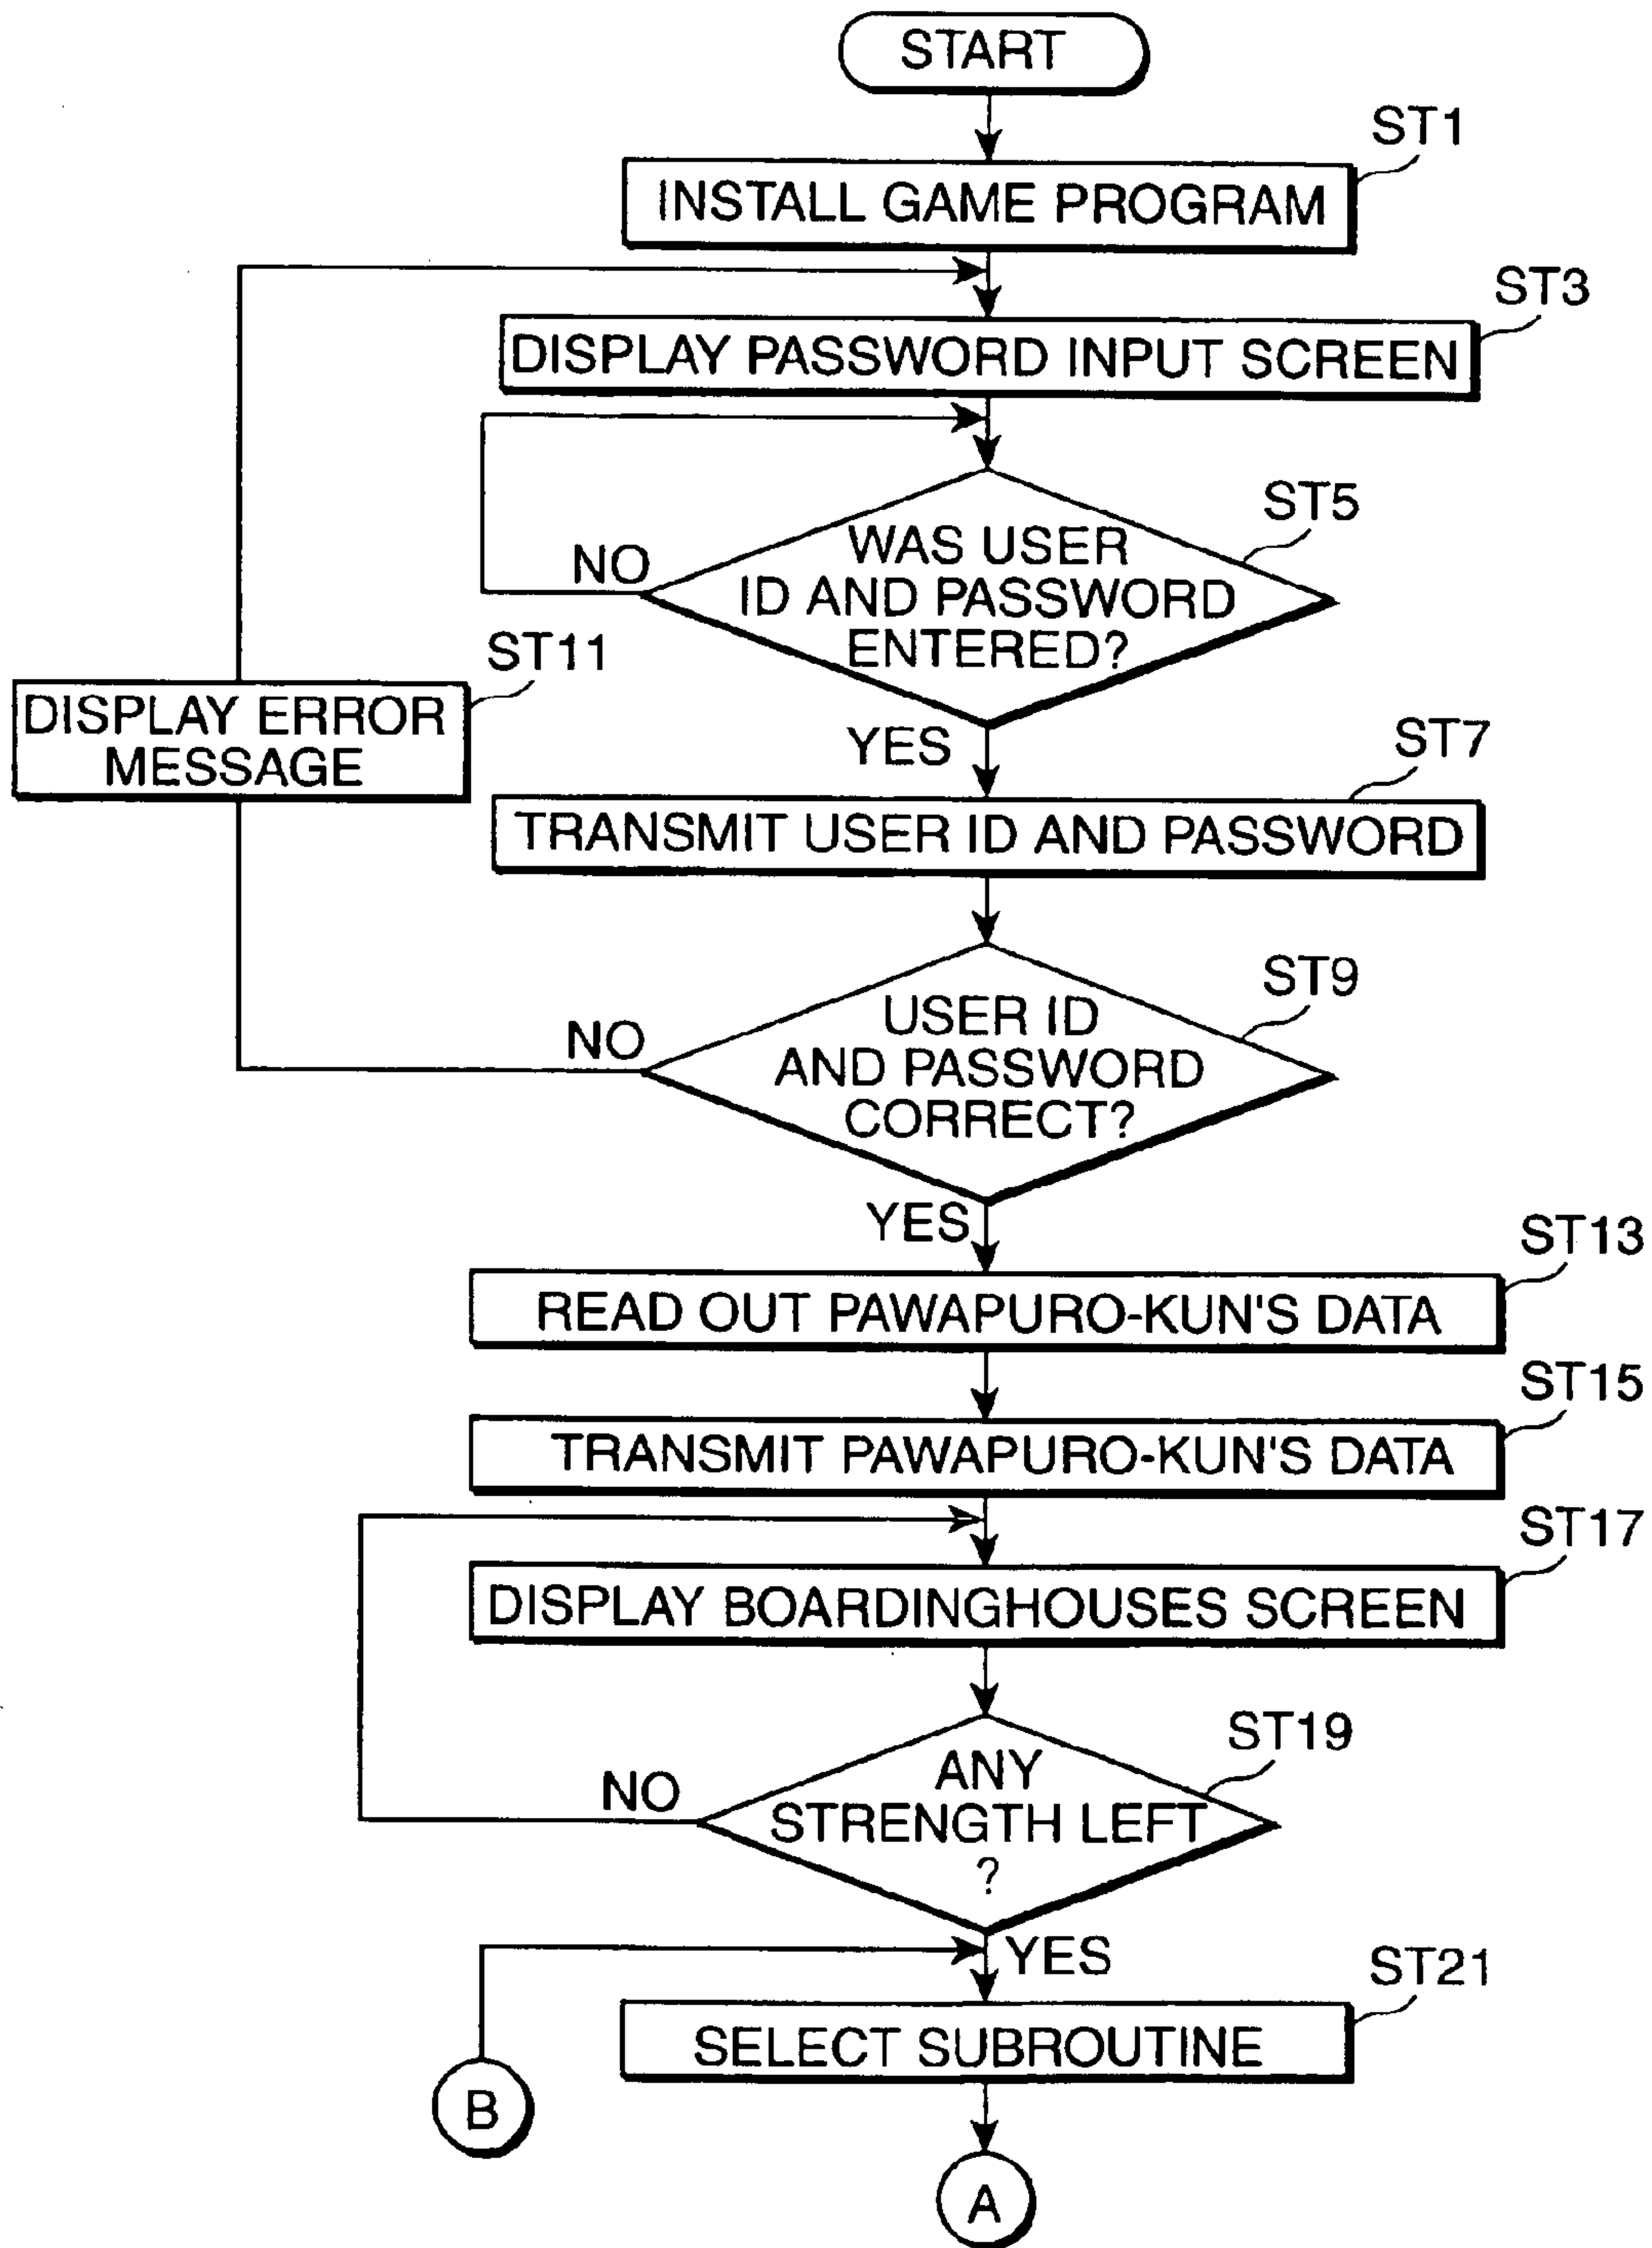 START
ST1
INSTALL GAME PROGRAM
ST3
DISPLAY PASSWORD INPUT SCREEN
ST5
WAS USER
ID AND PASSWORD
ENTERED?
NO
ST11
DISPLAY ERROR
MESSAGE
YES
ST7
TRANSMIT USER ID AND PASSWORD
ST9
USER ID
AND PASSWORD
CORRECT?
NO
YES
ST13
READ OUT PAWAPURO-KUN'S DATA
ST15
TRANSMIT PAWAPURO-KUN'S DATA
ST17
DISPLAY BOARDINGHOUSES SCREEN
ST19
ANY
STRENGTH LEFT
?
NO
YES
ST21
SELECT SUBROUTINE
B
A